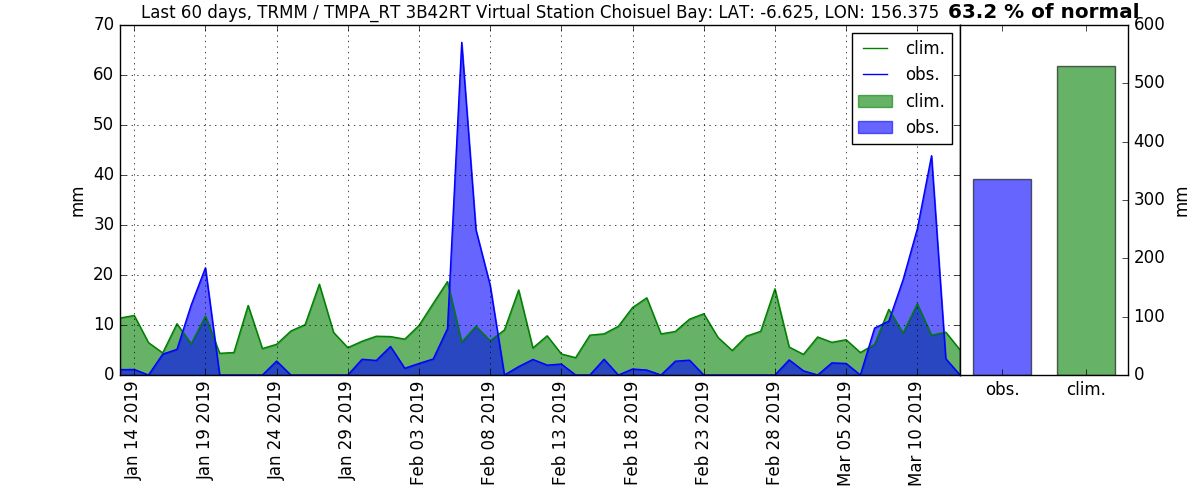 Last 60 days, TRMM / TMPA_RT 3B42RT Virtual Station Choisuel Bay: LAT: -6.625, LON: 156.375 63.2 % of normal
70
60
50
40
30
20
10
0
mm
clim.
obs.
clim.
obs.
Jan 14 2019
Jan 19 2019
Jan 24 2019
Jan 29 2019
Feb 03 2019
Feb 08 2019
Feb 13 2019
Feb 18 2019
Feb 23 2019
Feb 28 2019
Mar 05 2019
Mar 10 2019
600
500
400
300
200
100
0
mm
obs.
clim.